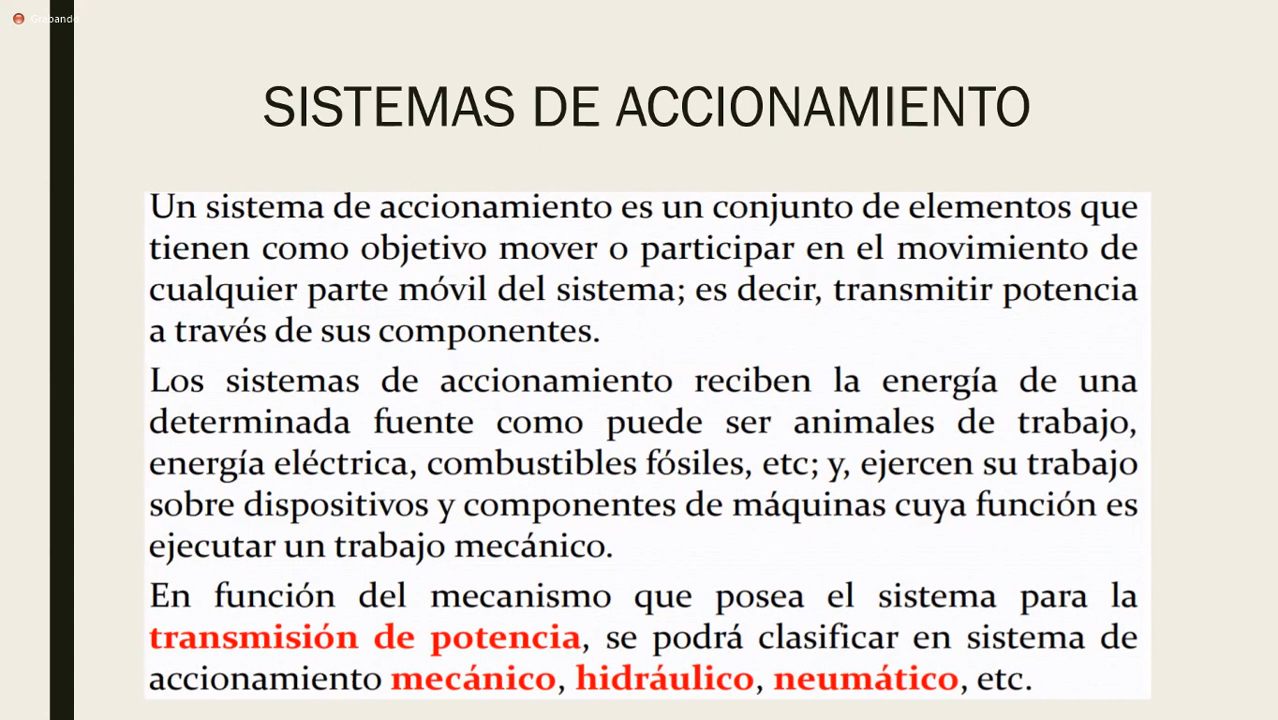 Grabando
SISTEMAS DE ACCIONAMIENTO
Un sistema de accionamiento es un conjunto de elementos que
tienen como objetivo mover o participar en el movimiento de
cualquier parte móvil del sistema; es decir, transmitir potencia
a través de sus componentes.
Los sistemas de accionamiento reciben la energía de una
determinada fuente como puede ser animales de trabajo,
energía eléctrica, combustibles fósiles, etc; y, ejercen su trabajo
sobre dispositivos y componentes de máquinas cuya función es
ejecutar un trabajo mecánico.
En función del mecanismo que posea el sistema para la
transmisión de potencia, se podrá clasificar en sistema de
accionamiento mecánico, hidráulico, neumático, etc.